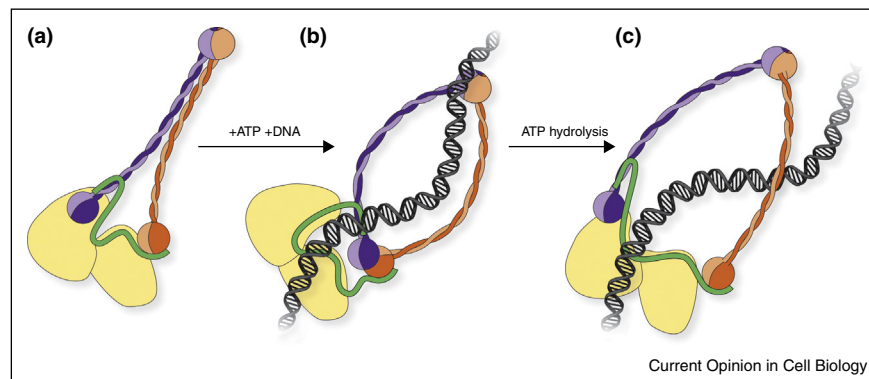 (a)
(b)
(c)
+ATP +DNA
ATP hydrolysis
Current Opinion in Cell Biology